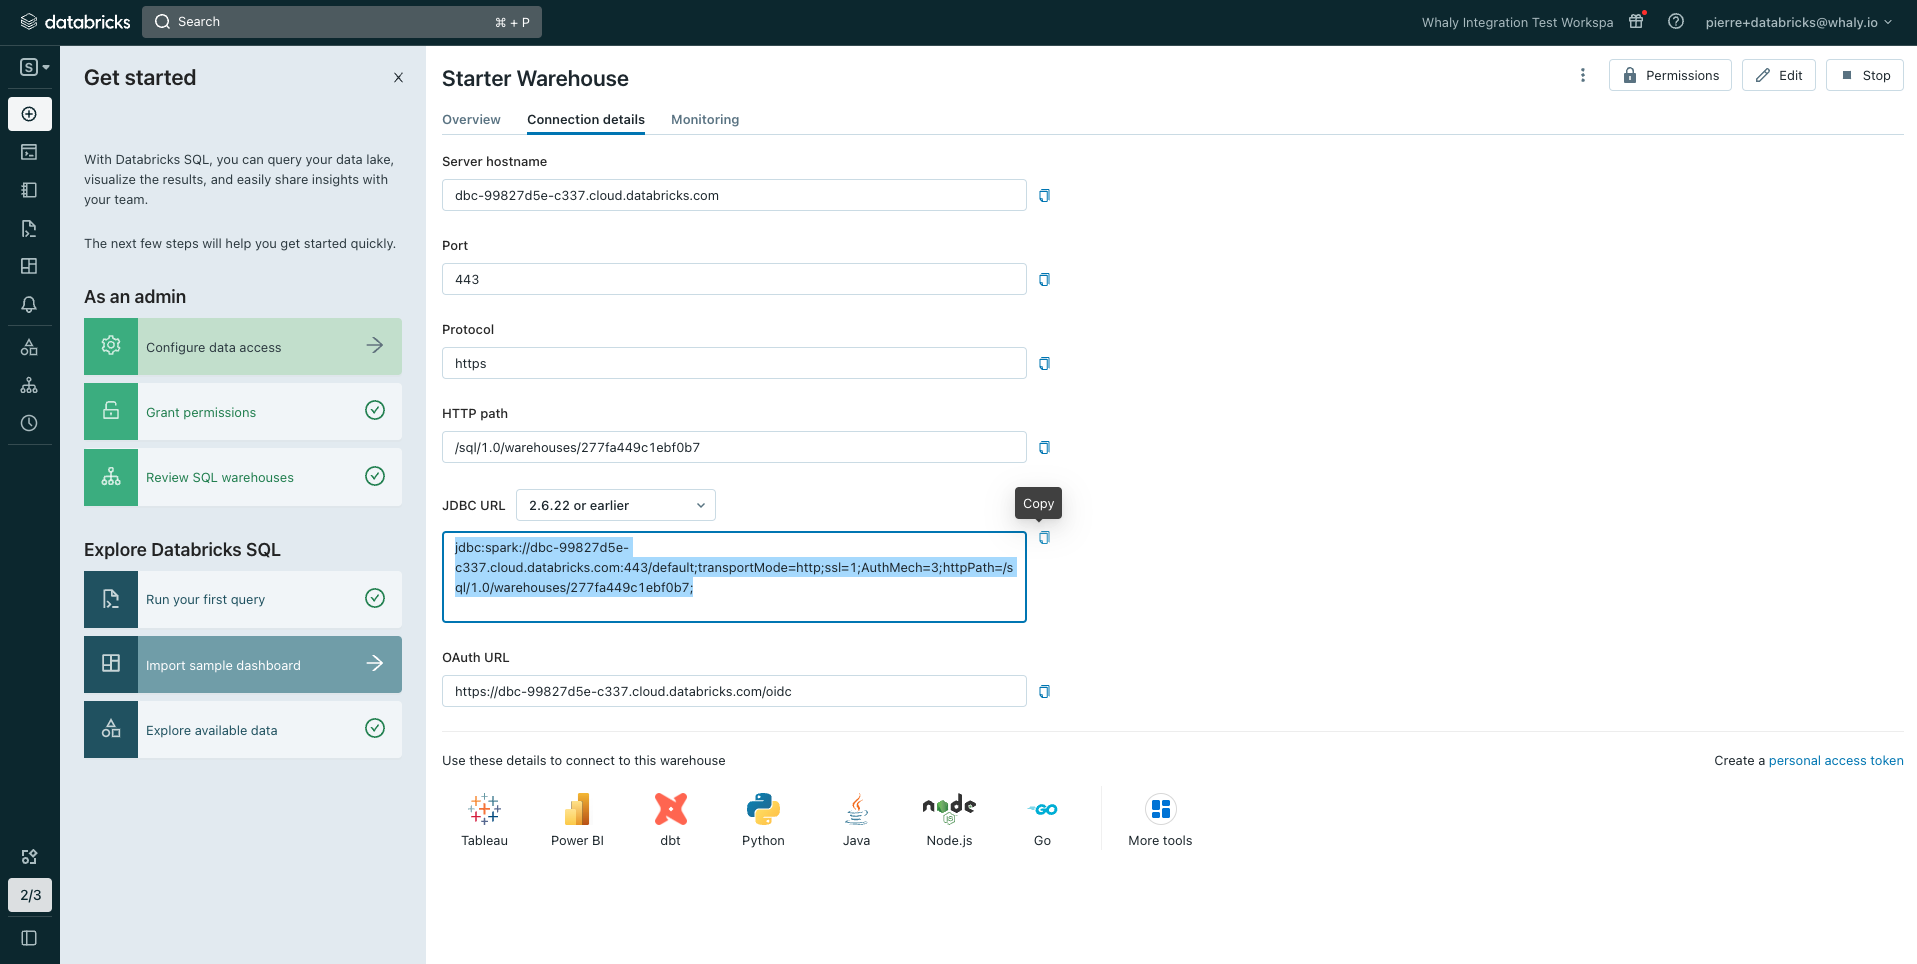 databricks
Search
⌘ + P
Whaly Integration Test Workspa
pierre+databricks@whaly.io
S
2/3
Get started
With Databricks SQL, you can query your data lake,
visualize the results, and easily share insights with
your team.
The next few steps will help you get started quickly.
As an admin
Configure data access
Grant permissions
Review SQL warehouses
Explore Databricks SQL
Run your first query
Import sample dashboard
Explore available data
Starter Warehouse
Permissions
Edit
Stop
Overview
Connection details
Monitoring
Server hostname
dbc-99827d5e-c337.cloud.databricks.com
Port
443
Protocol
https
HTTP path
/sql/1.0/warehouses/277fa449c1ebf0b7
JDBC URL
2.6.22 or earlier
Copy
jdbc:spark://dbc-99827d5e-
c337.cloud.databricks.com:443/default;transportMode=http;ssl=1;AuthMech=3;httpPath=/s
ql/1.0/warehouses/277fa449c1ebf0b7;
OAuth URL
https://dbc-99827d5e-c337.cloud.databricks.com/oidc
Use these details to connect to this warehouse
Create a personal access token
node
JS
GO
Tableau
Power BI
dbt
Python
Java
Node.js
Go
More tools